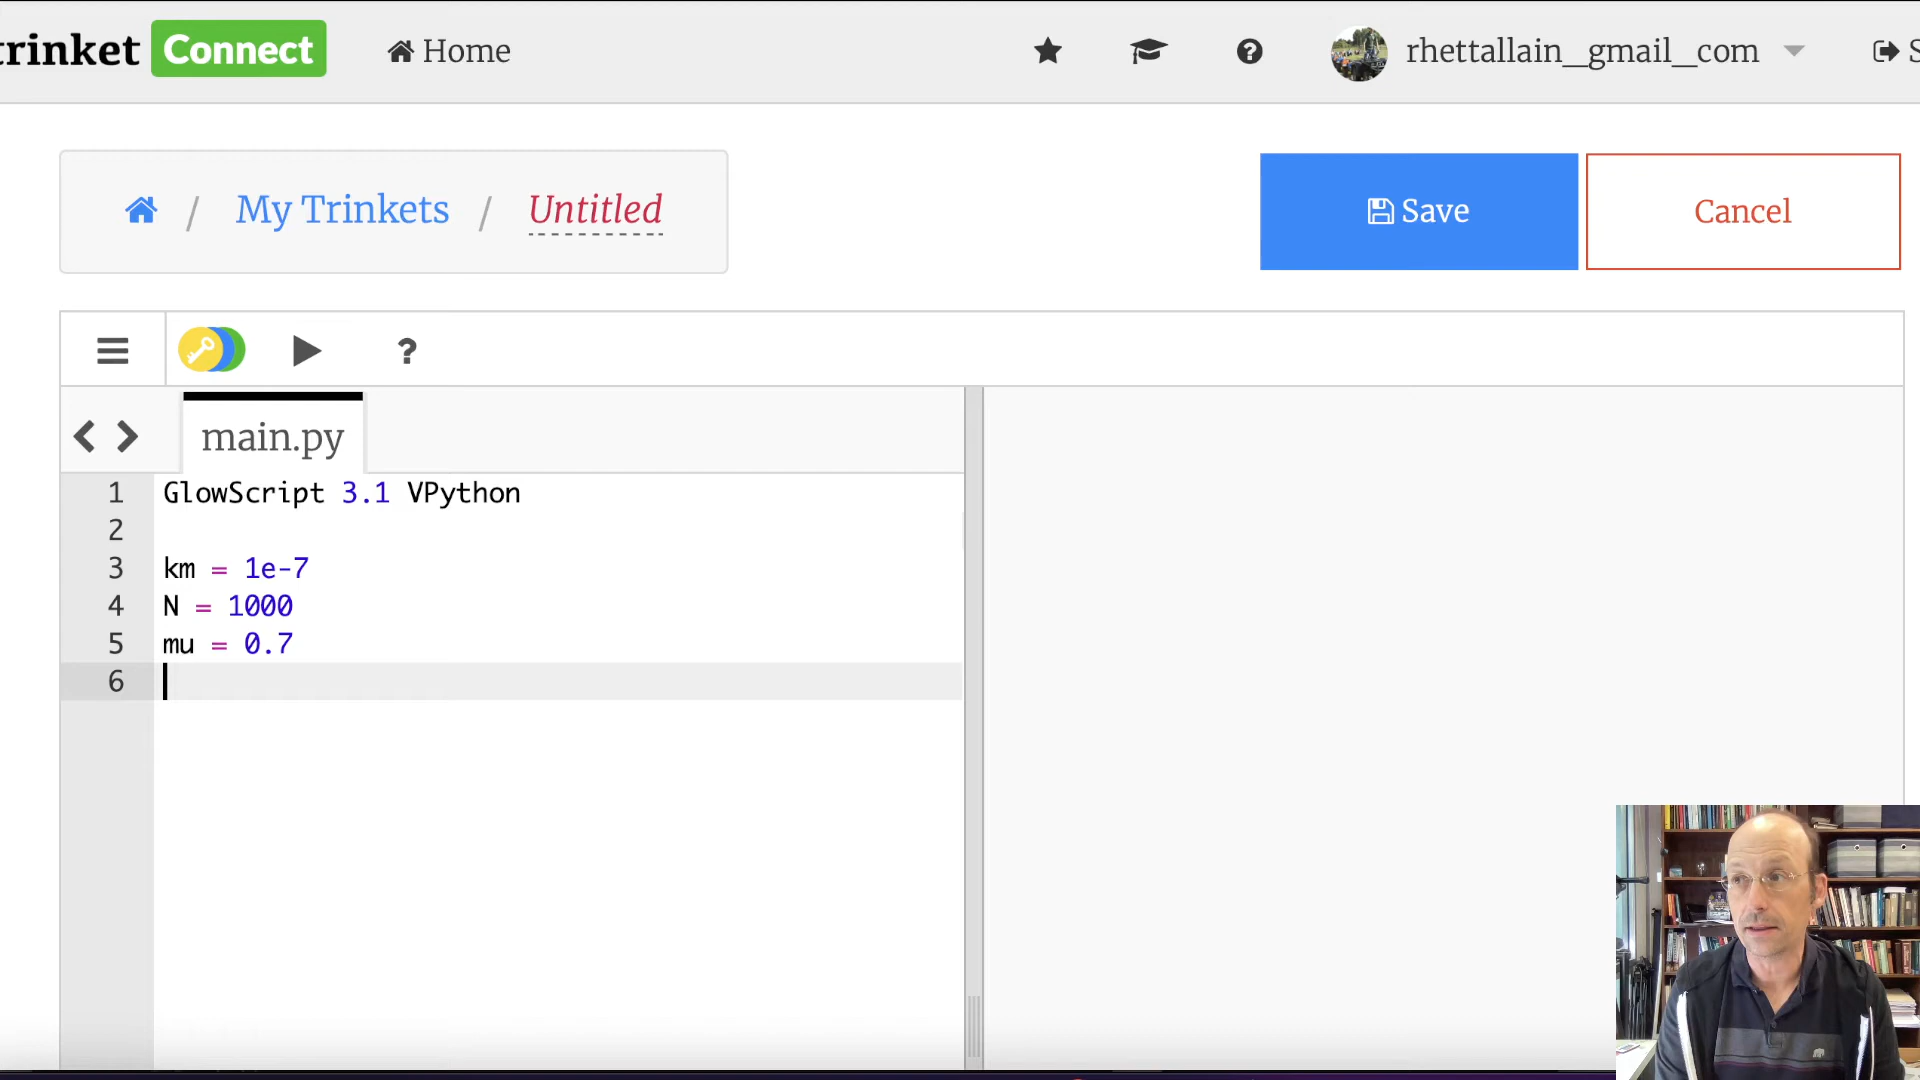 trinket Connect Home rhettallain_gmail_com S
/ My Trinkets / Untitled Save Cancel
?
main.py
1 GlowScript 3.1 VPython
2
3 km = 1e-7
4 N = 1000
5 mu = 0.7
6